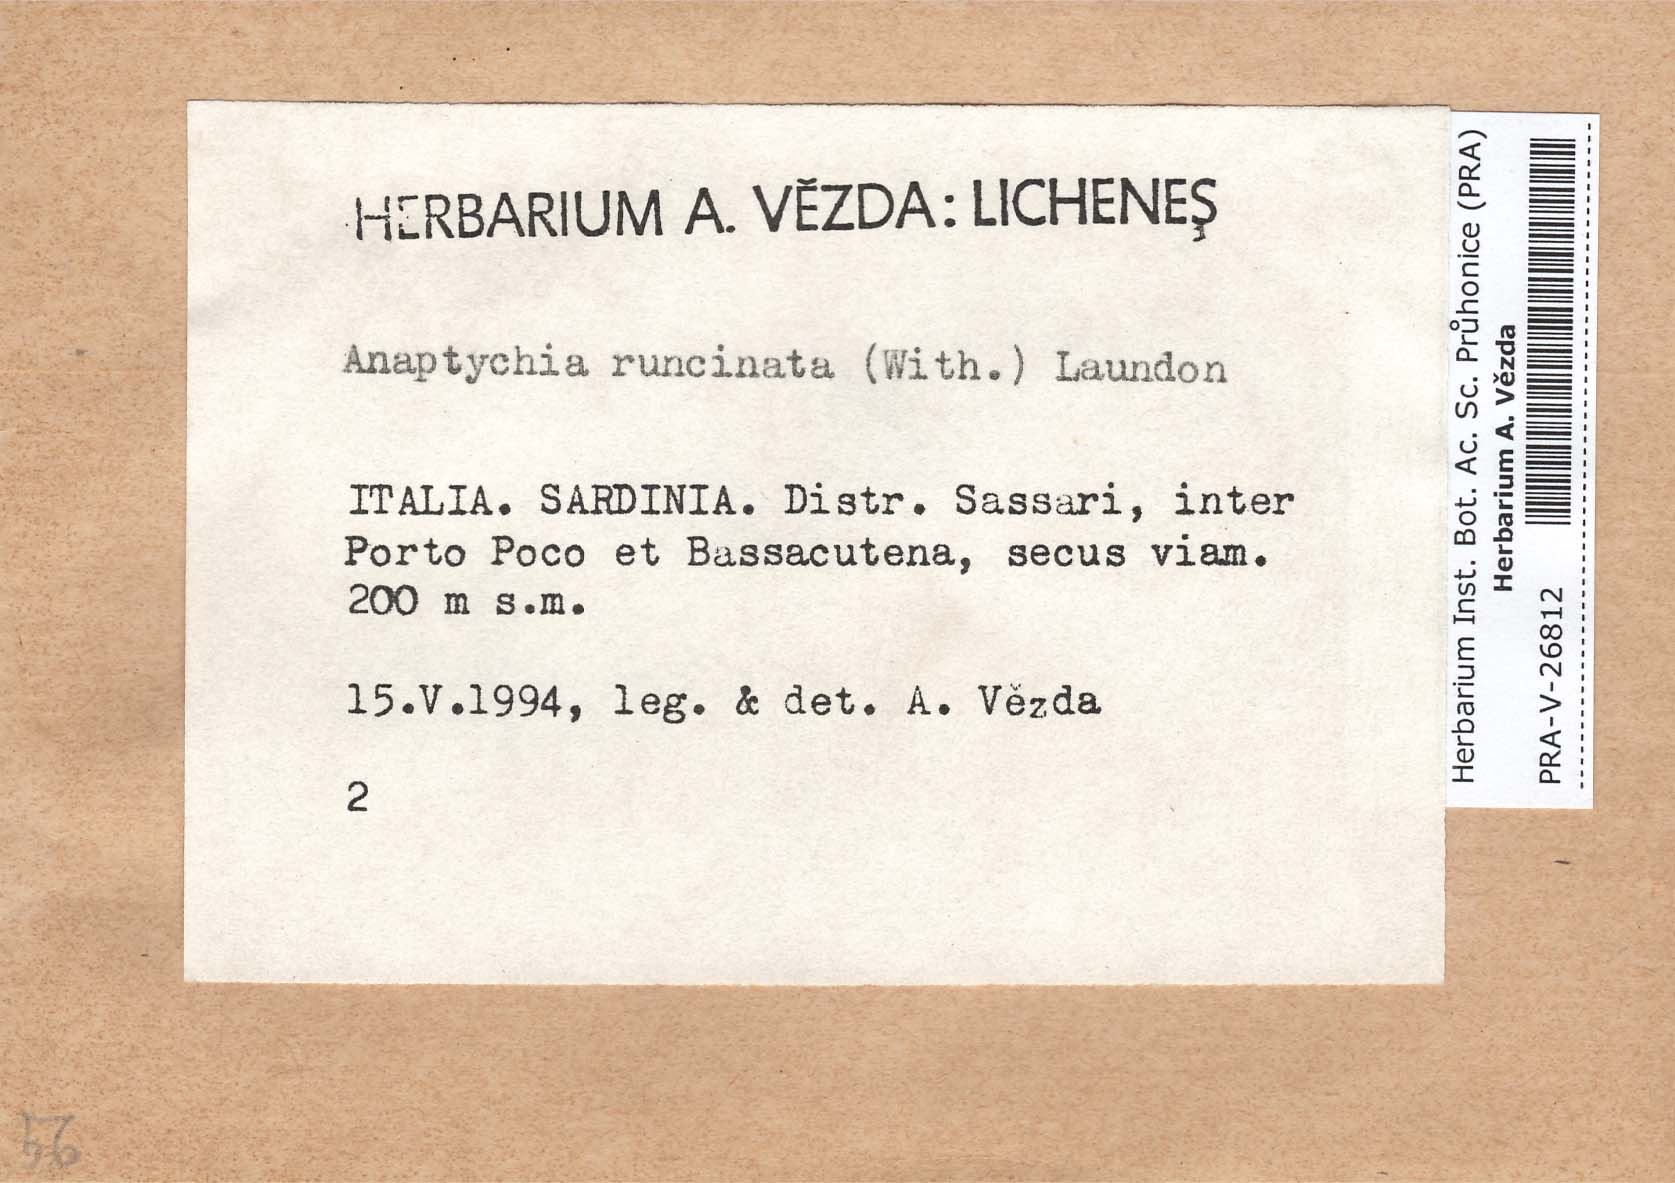 HERBARIUM A. VĚZDA: LICHENES
Anaptychia runcinata (With.) Laundon
ITALIA. SARDINIA. Distr. Sassari, inter
Porto Poco et Bassacutena, secus viam.
200 m s.m.
15.V.1994, leg. & det. A. Vězda
2
Herbarium Inst. Bot. Ac. Sc. Průhonice (PRA)
Herbarium A. Vězda
PRA-V-26812
56